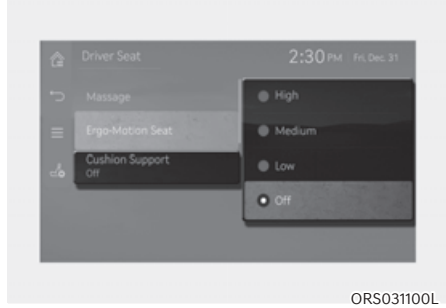 Driver Seat
2:30 PM Fri, Dec. 31
Massage
Ergo-Motion Seat
Cushion Support
Off
High
Medium
Low
Off
ORS031100L